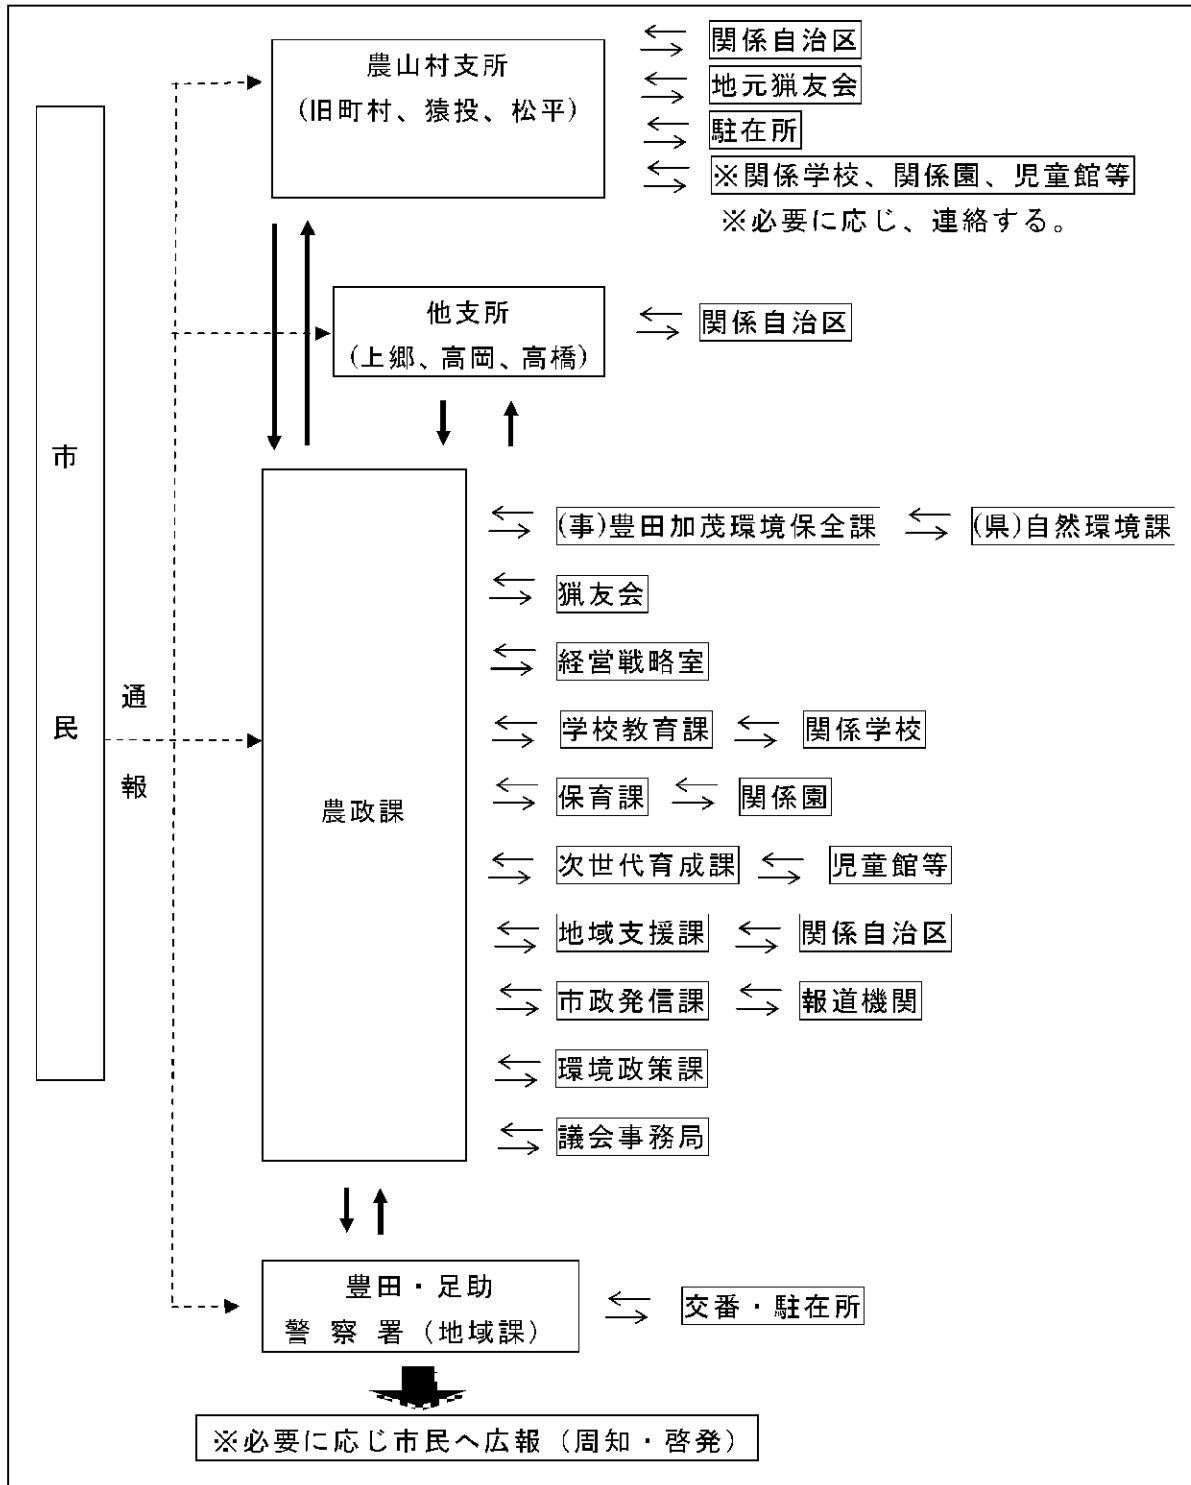 農山村支所
(旧町村、猿投、松平)
関係自治区
地元猟友会
駐在所
※関係学校、関係園、児童館等
※必要に応じ、連絡する。
他支所
(上郷、高岡、高橋)
関係自治区
市民
通報
農政課
(事)豊田加茂環境保全課
(県)自然環境課
猟友会
経営戦略室
学校教育課
関係学校
保育課
関係園
次世代育成課
児童館等
地域支援課
関係自治区
市政発信課
報道機関
環境政策課
議会事務局
豊田・足助
警察署(地域課)
交番・駐在所
※必要に応じ市民へ広報(周知・啓発)